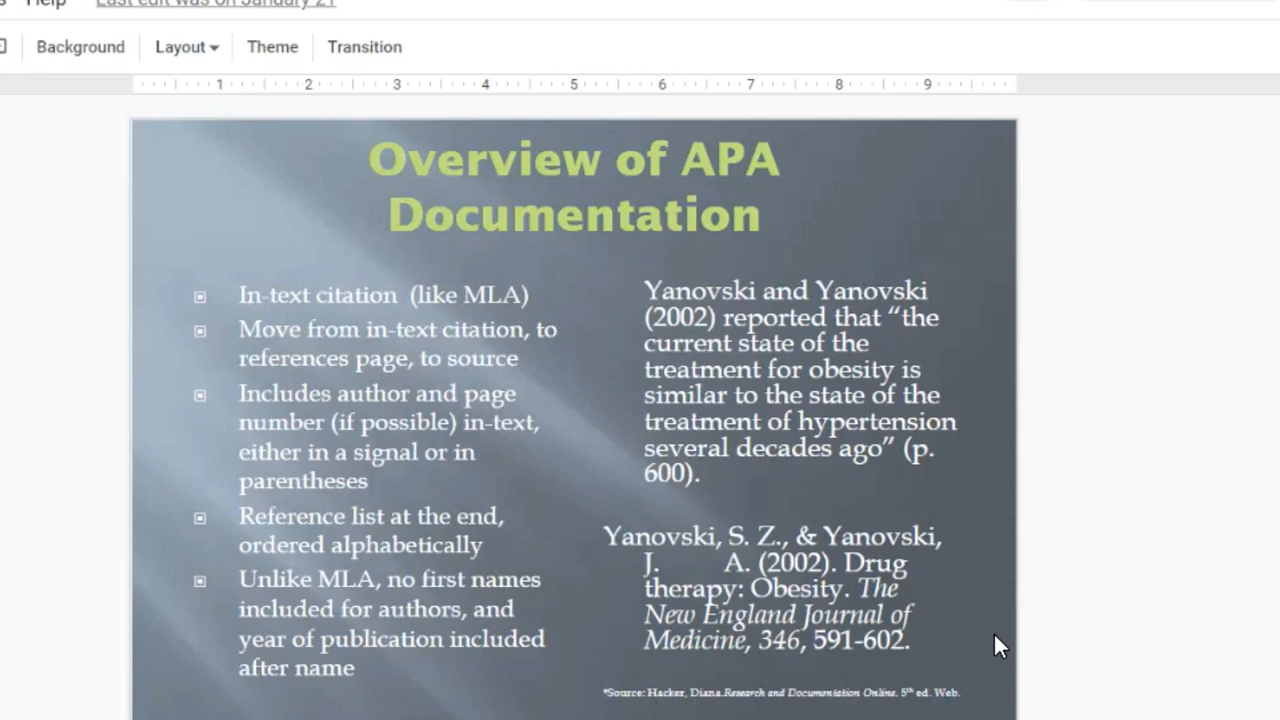 Help Last edit was on January 21
Background Layout Theme Transition
1 2 3 4 5 6 7 8 9
Overview of APA
Documentation
In-text citation (like MLA)
Move from in-text citation, to
references page, to source
Includes author and page
number (if possible) in-text,
either in a signal or in
parentheses
Reference list at the end,
ordered alphabetically
Unlike MLA, no first names
included for authors, and
year of publication included
after name
Yanovski and Yanovski
(2002) reported that “the
current state of the
treatment for obesity is
similar to the state of the
treatment of hypertension
several decades ago” (p.
600).
Yanovski, S. Z., & Yanovski,
J. A. (2002). Drug
therapy: Obesity. The
New England Journal of
Medicine, 346, 591-602.
*Source: Hacker, Diana.Research and Documentation Online. 5th ed. Web.